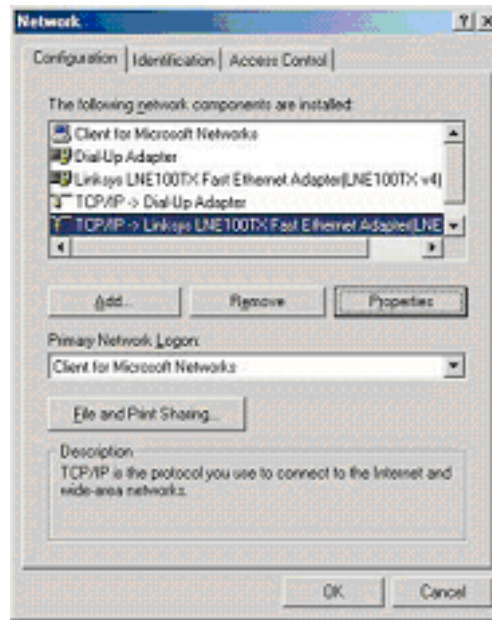 Network
Configuration Identification Access Control
The following network components are installed:
Client for Microsoft Networks
Dial-Up Adapter
Linksys LNE100TX Fast Ethernet Adapter(LNE100TX v4)
TCP/IP -> Dial-Up Adapter
TCP/IP -> Linksys LNE100TX Fast Ethernet Adapter(LNE
Add... Remove Properties
Primary Network Logon:
Client for Microsoft Networks
File and Print Sharing...
Description
TCP/IP is the protocol you use to connect to the Internet and
wide-area networks.
OK Cancel